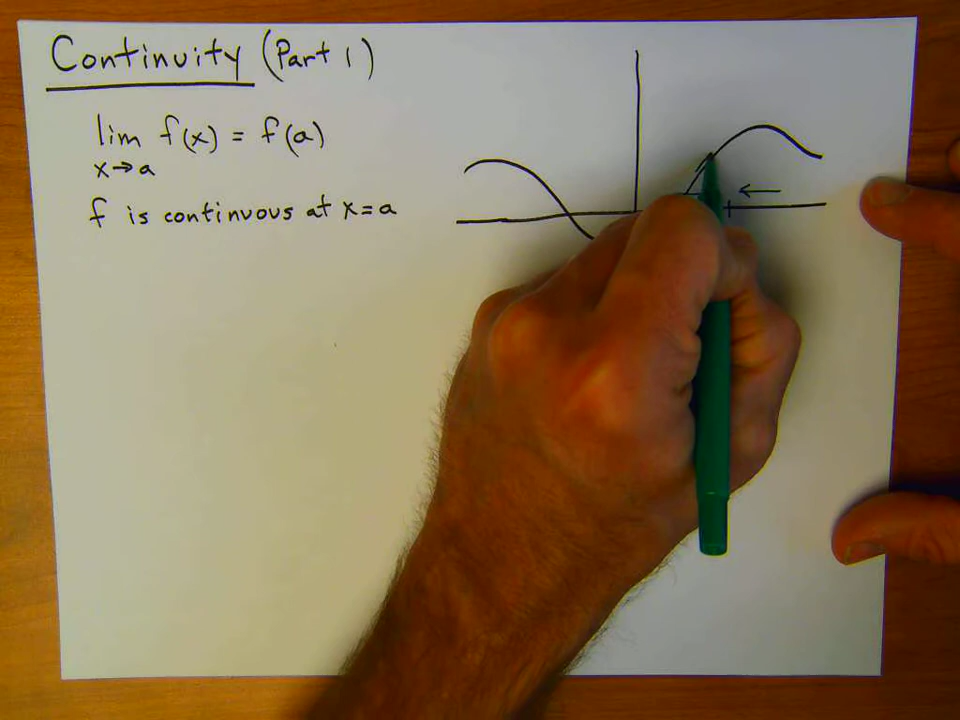 Continuity (Part 1)
lim f(x) = f(a)
x→a
f is continuous at x=a